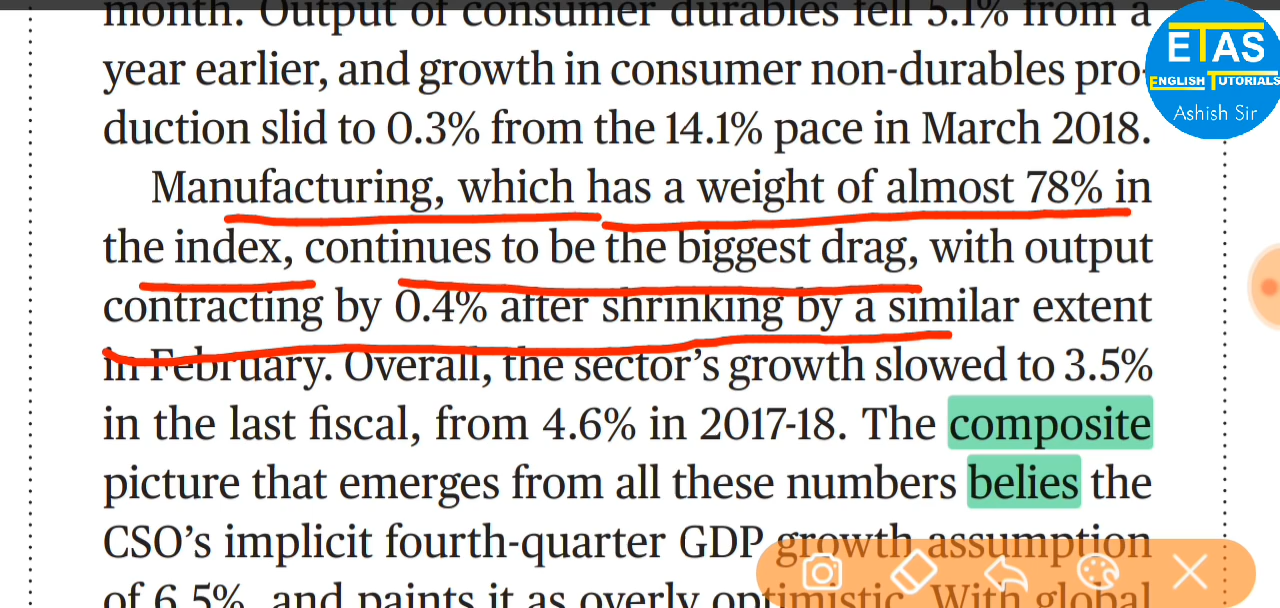 month. Output of consumer durables fell 5.1% from a
year earlier, and growth in consumer non-durables pro-
duction slid to 0.3% from the 14.1% pace in March 2018.
Manufacturing, which has a weight of almost 78% in
the index, continues to be the biggest drag, with output
contracting by 0.4% after shrinking by a similar extent
in February. Overall, the sector's growth slowed to 3.5%
in the last fiscal, from 4.6% in 2017-18. The composite
picture that emerges from all these numbers belies the
CSO's implicit fourth-quarter GDP growth assumption
of 6.5%, and paints it as overly optimistic. With global
ETAS
ENGLISH TUTORIALS
Ashish Sir